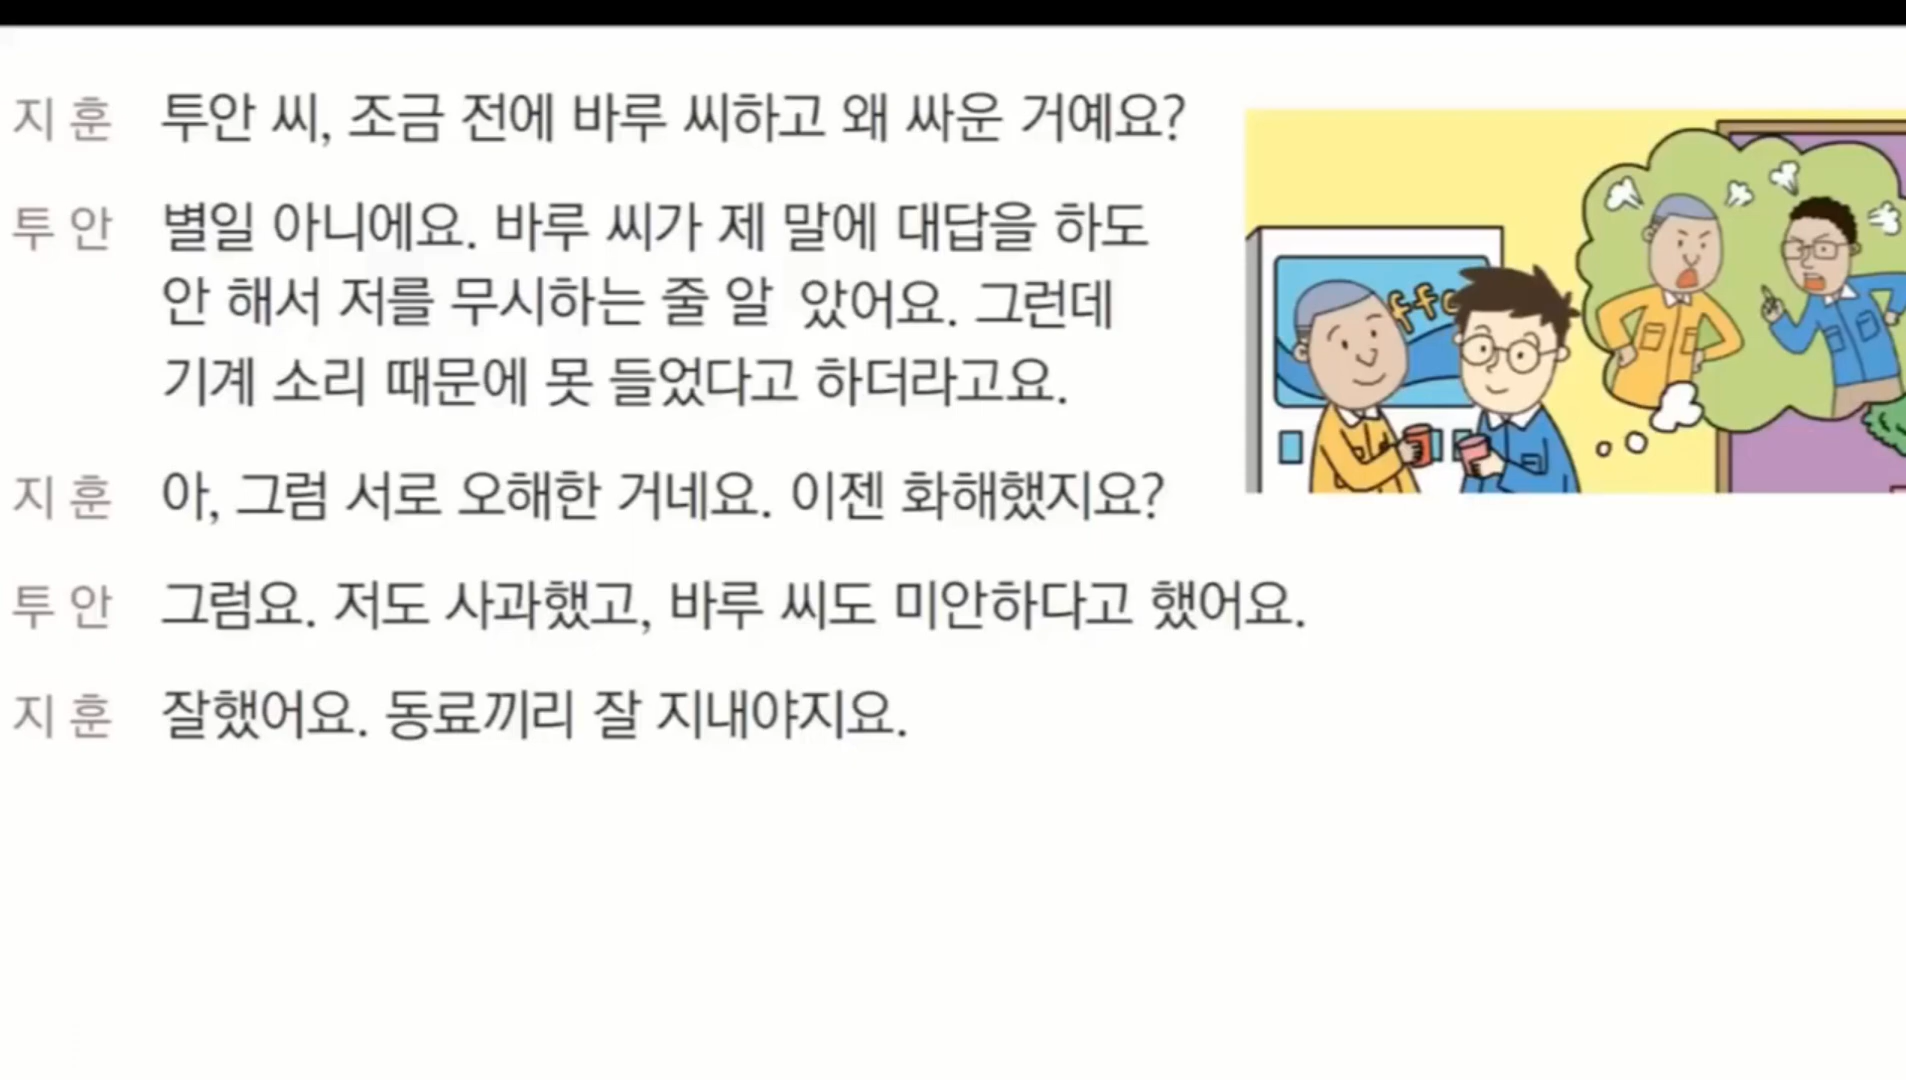 지훈 투안 씨, 조금 전에 바루 씨하고 왜 싸운 거예요?
투안 별일 아니에요. 바루 씨가 제 말에 대답을 하도
안 해서 저를 무시하는 줄 알 았어요. 그런데
기계 소리 때문에 못 들었다고 하더라고요.
지훈 아, 그럼 서로 오해한 거네요. 이젠 화해했지요?
투안 그럼요. 저도 사과했고, 바루 씨도 미안하다고 했어요.
지훈 잘했어요. 동료끼리 잘 지내야지요.